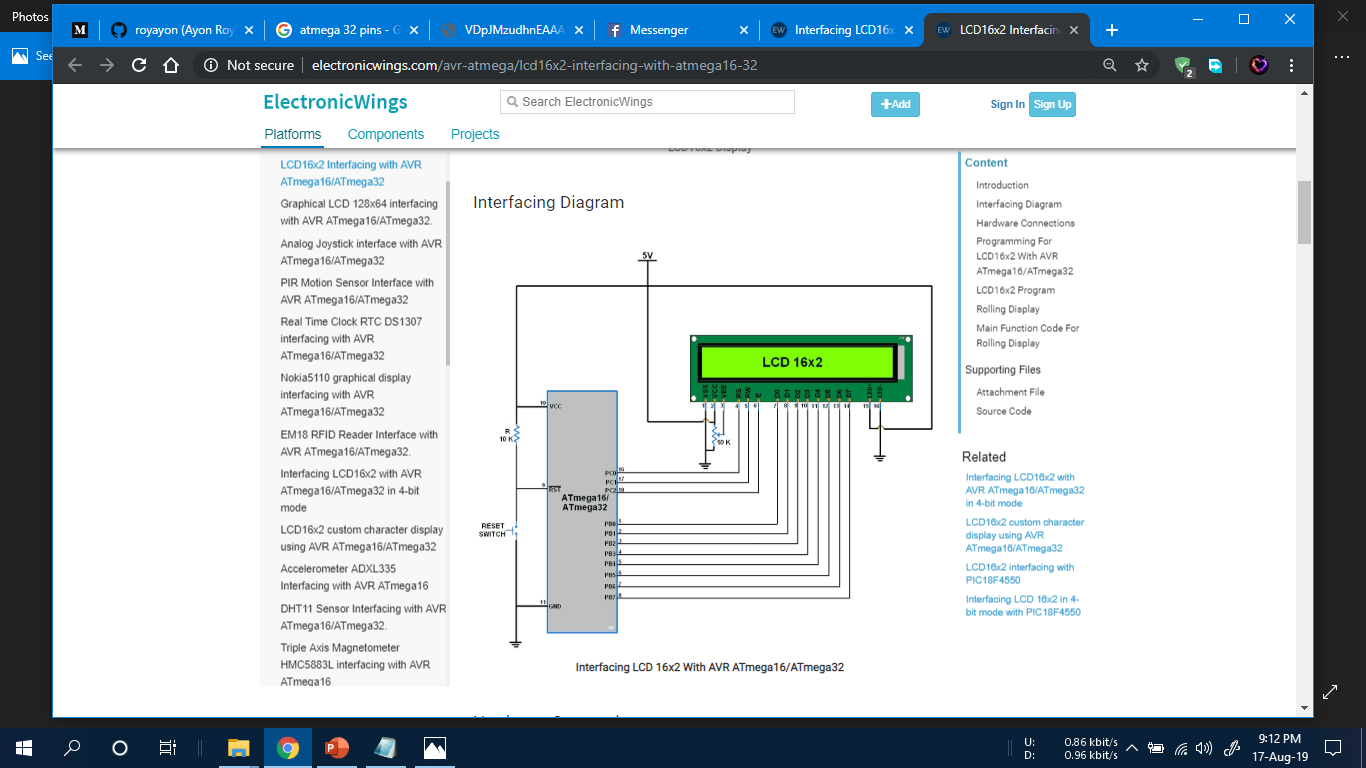 Photos
See
M
royayon (Ayon Roy
atmega 32 pins - G
VDpJMzudhnEAAA
Messenger
Interfacing LCD16x
LCD16x2 Interfacin
Not secure
electronicwings.com/avr-atmega/lcd16x2-interfacing-with-atmega16-32
2
ElectronicWings
Search ElectronicWings
Add
Sign In
Sign Up
Platforms
Components
Projects
LCD16x2 Interfacing with AVR
ATmega16/ATmega32
Graphical LCD 128x64 interfacing
with AVR ATmega16/ATmega32.
Analog Joystick interface with AVR
ATmega16/ATmega32
PIR Motion Sensor Interface with
AVR ATmega16/ATmega32
Real Time Clock RTC DS1307
interfacing with AVR
ATmega16/ATmega32
Nokia5110 graphical display
interfacing with AVR
ATmega16/ATmega32
EM18 RFID Reader Interface with
AVR ATmega16/ATmega32.
Interfacing LCD16x2 with AVR
ATmega16/ATmega32 in 4-bit
mode
LCD16x2 custom character display
using AVR ATmega16/ATmega32
Accelerometer ADXL335
Interfacing with AVR ATmega16
DHT11 Sensor Interfacing with AVR
ATmega16/ATmega32.
Triple Axis Magnetometer
HMC5883L interfacing with AVR
ATmega16
LCD16x2 Display
Interfacing Diagram
5V
LCD 16x2
VSS
VCC
VEE
RS
RW
E
D0
D1
D2
D3
D4
D5
D6
D7
LED+
LED-
1 2 3 4 5 6 7 8 9 10 11 12 13 14 15 16
10 K
10
VCC
R
10 K
9
RST
ATmega16/
ATmega32
RESET
SWITCH
11
GND
PC0 16
PC1 17
PC2 18
PB0 1
PB1 2
PB2 3
PB3 4
PB4 5
PB5 6
PB6 7
PB7 8
Interfacing LCD 16x2 With AVR ATmega16/ATmega32
Content
Introduction
Interfacing Diagram
Hardware Connections
Programming For
LCD16x2 With AVR
ATmega16/ATmega32
LCD16x2 Program
Rolling Display
Main Function Code For
Rolling Display
Supporting Files
Attachment File
Source Code
Related
Interfacing LCD16x2 with
AVR ATmega16/ATmega32
in 4-bit mode
LCD16x2 custom character
display using AVR
ATmega16/ATmega32
LCD16x2 interfacing with
PIC18F4550
Interfacing LCD 16x2 in 4-
bit mode with PIC18F4550
U: 0.86 kbit/s
D: 0.96 kbit/s
9:12 PM
17-Aug-19